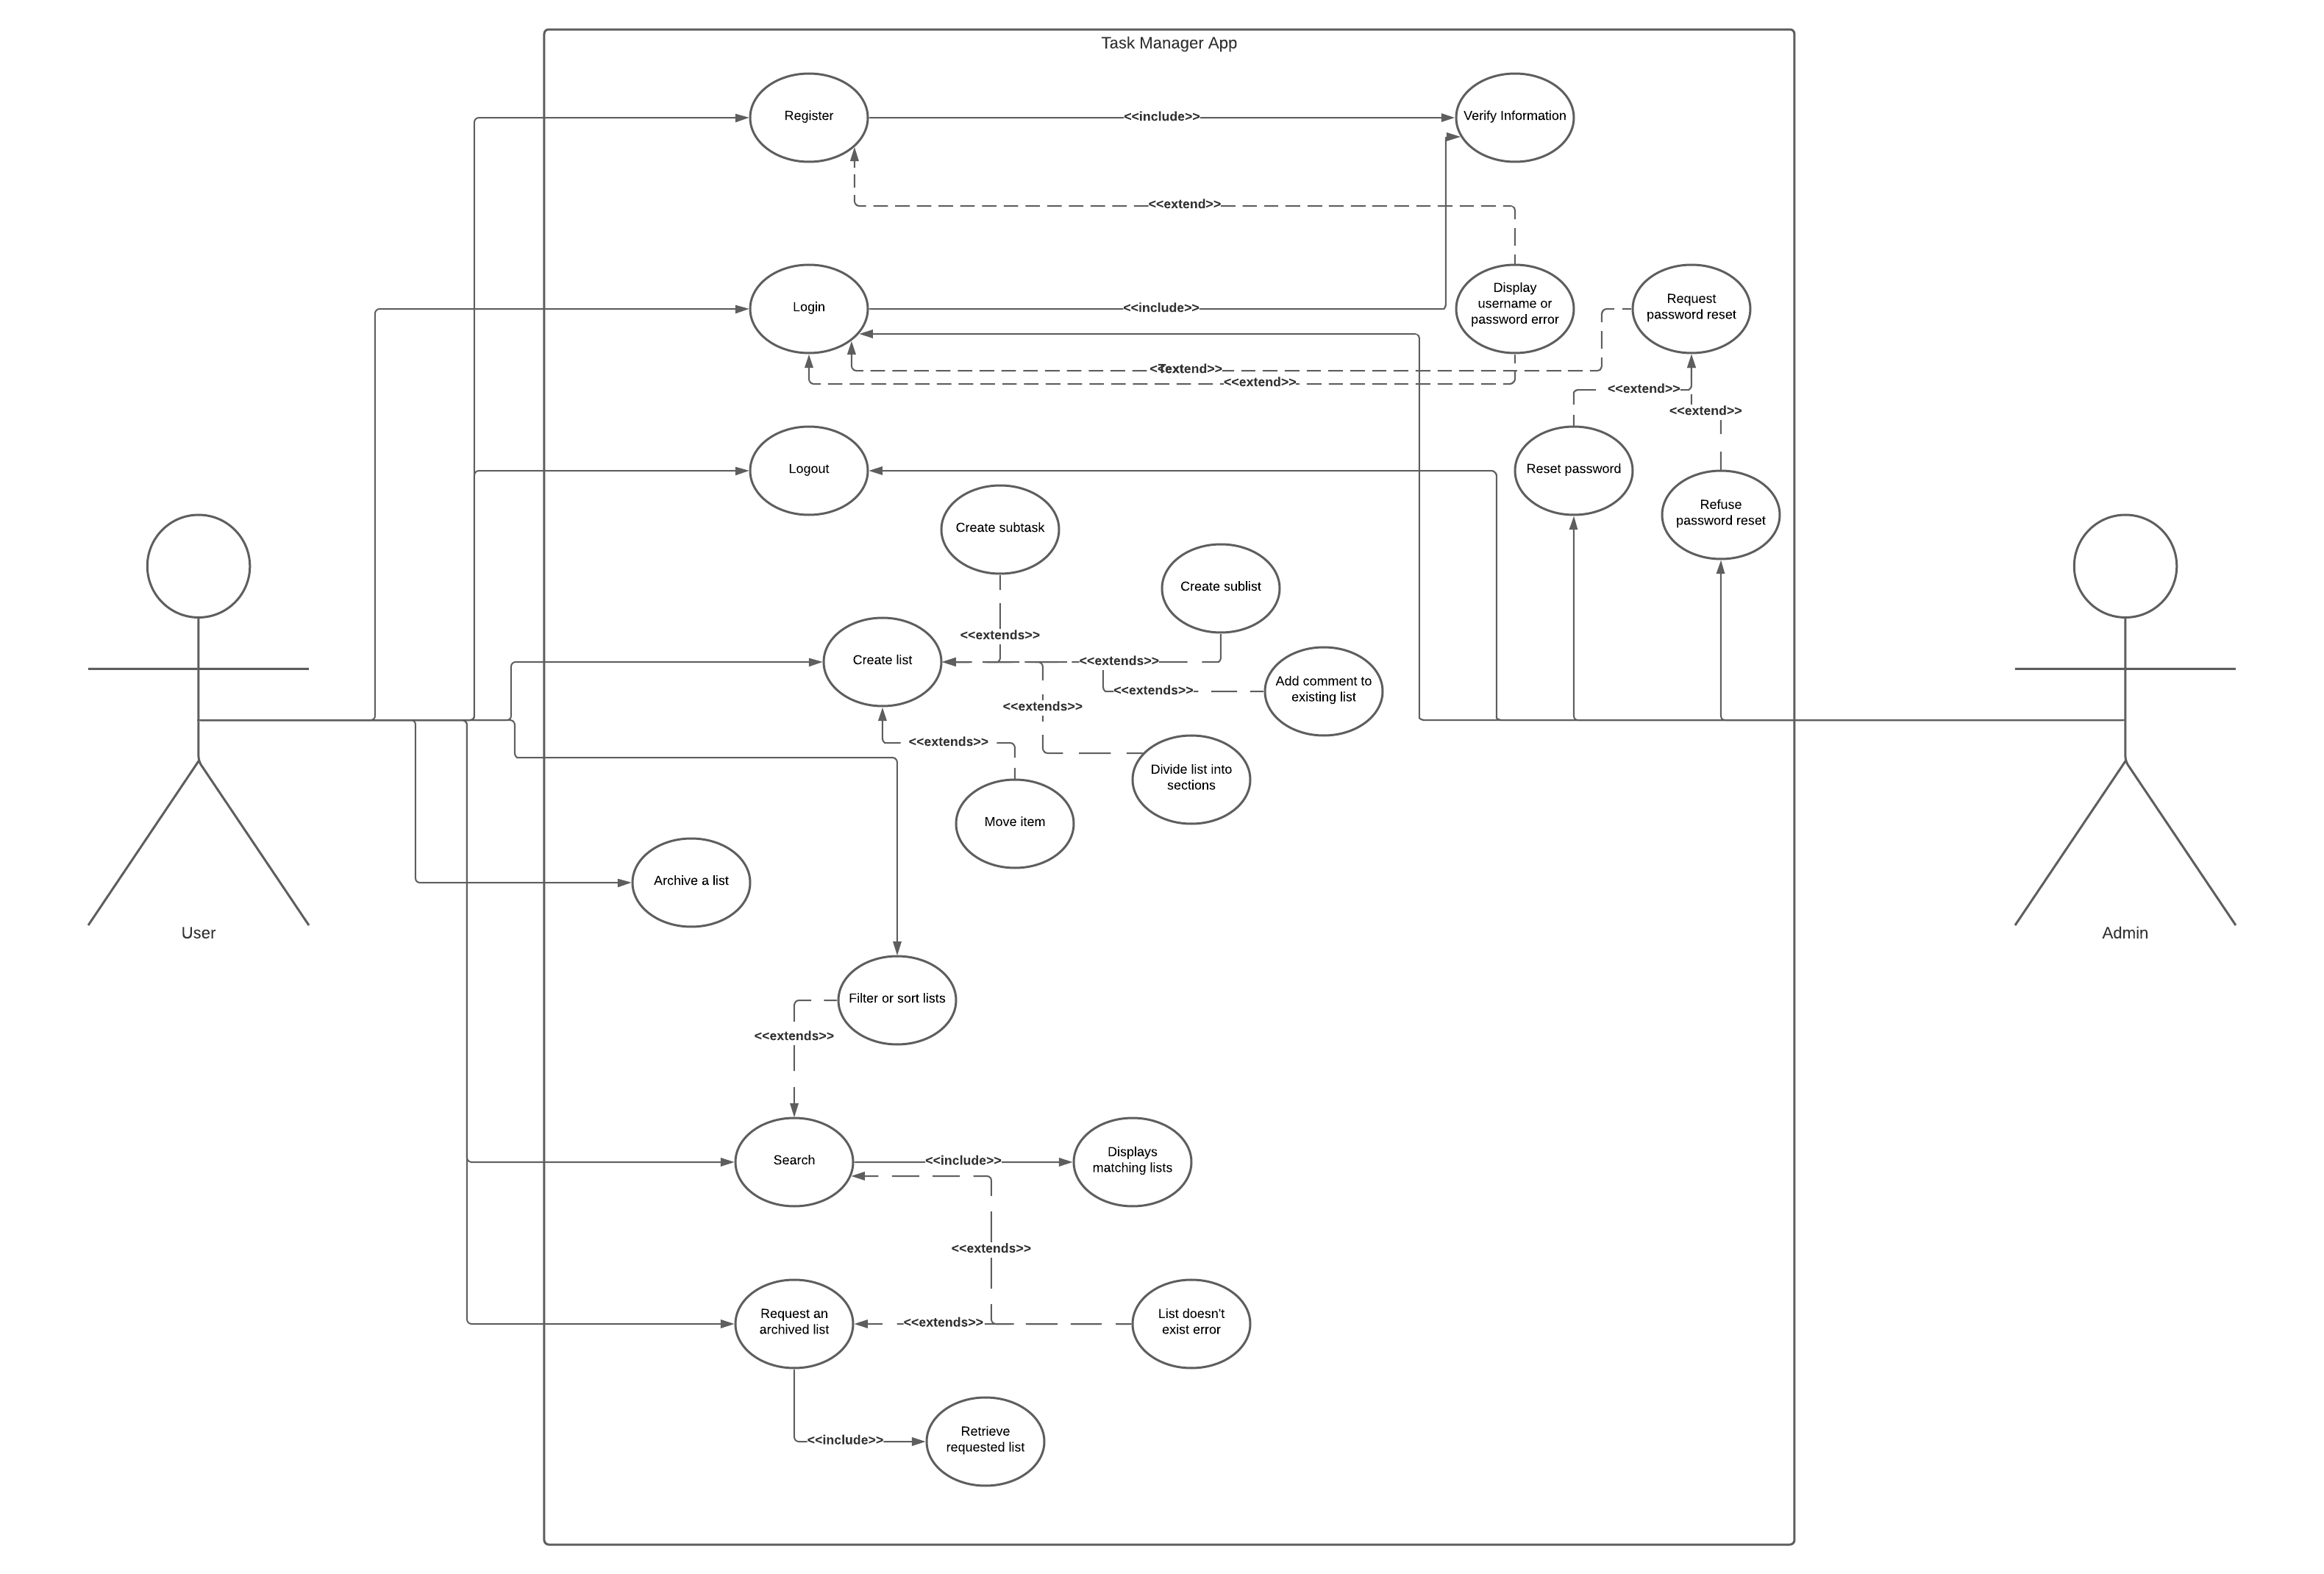 Task Manager App
Register
<<include>>
Verify Information
<<extend>>
Login
<<include>>
Display
username or
password error
Request
password reset
<<extend>>
Text
<<extend>>
<<extend>>
<<extend>>
Logout
Reset password
Refuse
password reset
Create subtask
Create sublist
<<extends>>
Create list
<<extends>>
Add comment to
existing list
<<extends>>
<<extends>>
<<extends>>
Divide list into
sections
Move item
Archive a list
User
Admin
Filter or sort lists
<<extends>>
Search
<<include>>
Displays
matching lists
<<extends>>
Request an
archived list
<<extends>>
List doesn't
exist error
Retrieve
requested list
<<include>>